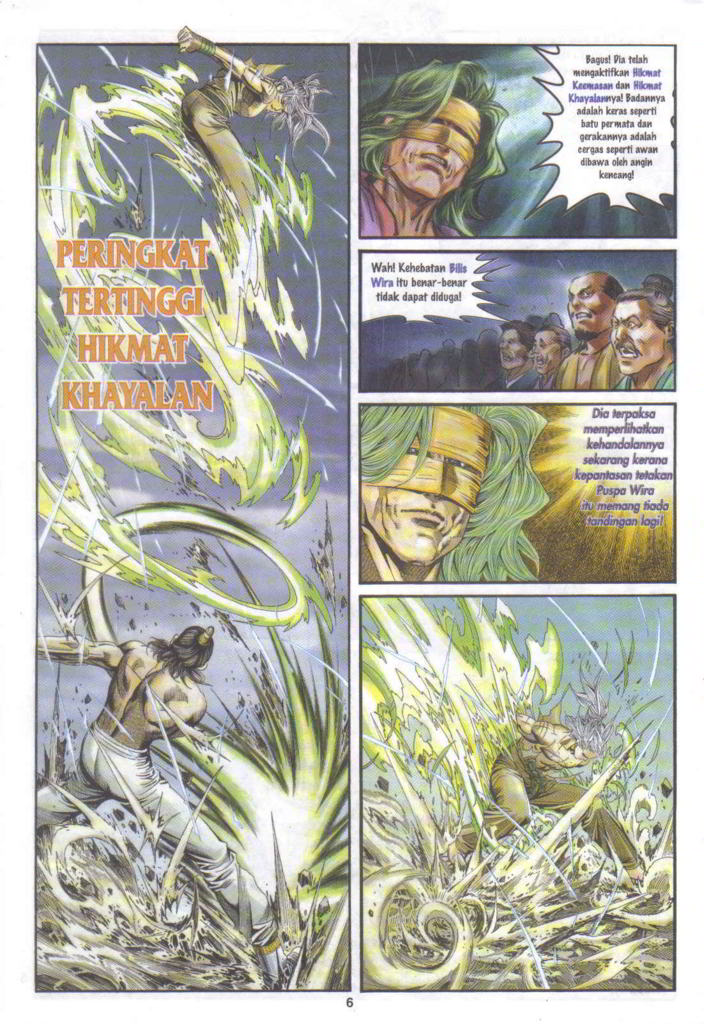 PERINGKAT
TERTINGGI
HIKMAT
KHAYALAN
Bagus! Dia telah
mengaktifkan Hikmat
Keemasan dan Hikmat
Khayalannya! Badannya
adalah keras seperti
batu permata dan
gerakannya adalah
cergas seperti awan
dibawa oleh angin
kencang!
Wah! Kehebatan Bilis
Wira itu benar-benar
tidak dapat diduga!
Dia terpaksa
memperlihatkan
kehandalannya
sekarang kerana
kepantasan tetakan
Puspa Wira
itu memang tiada
tandingan lagi!
6